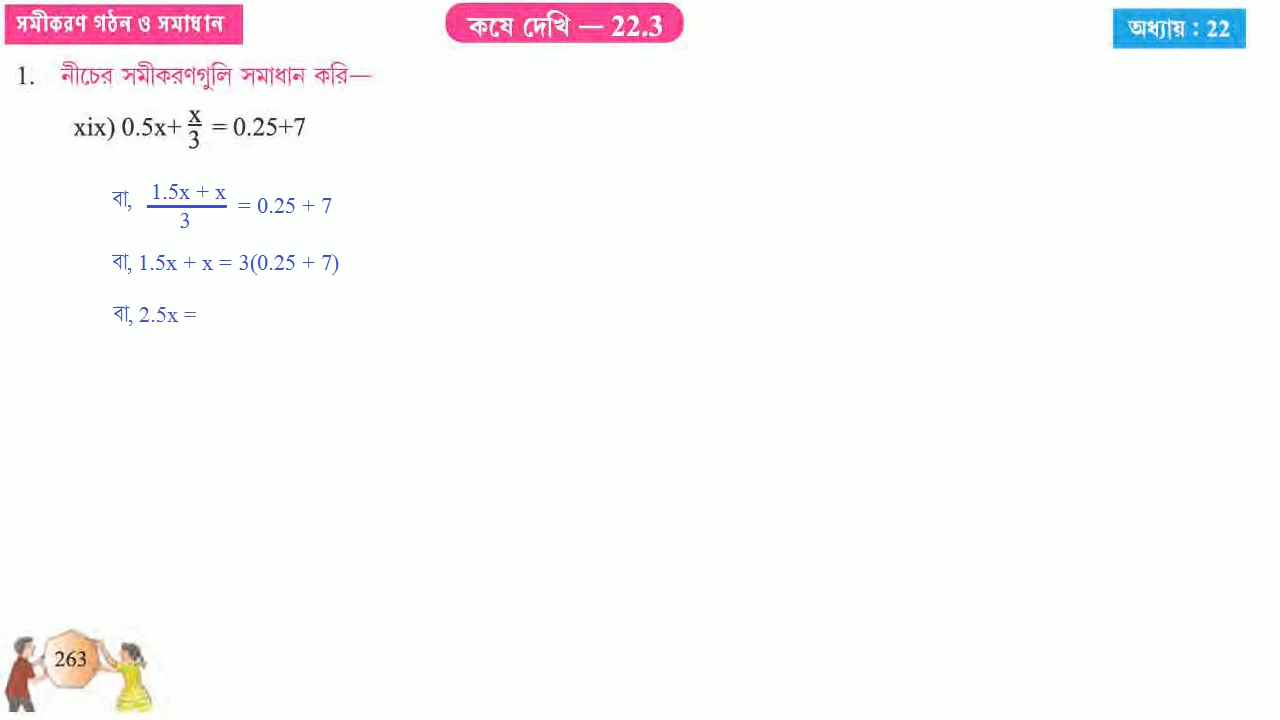 সমীকরণ গঠন ও সমাধান
কষে দেখি — 22.3
অধ্যায় : 22
1. নীচের সমীকরণগুলি সমাধান করি—
xix) 0.5x+ x/3 = 0.25+7
বা, (1.5x + x)/3 = 0.25 + 7
বা, 1.5x + x = 3(0.25 + 7)
বা, 2.5x =
263